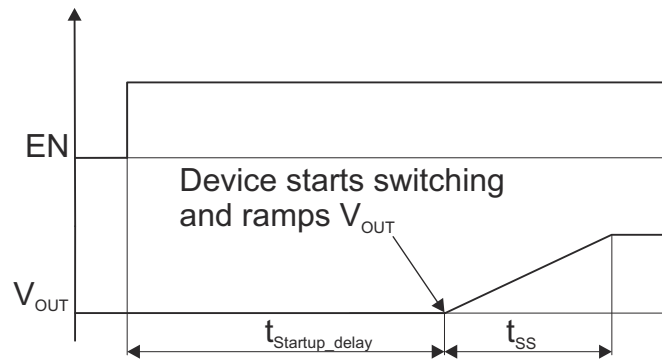 EN
Device starts switching
and ramps VOUT
VOUT
tStartup_delay
tSS